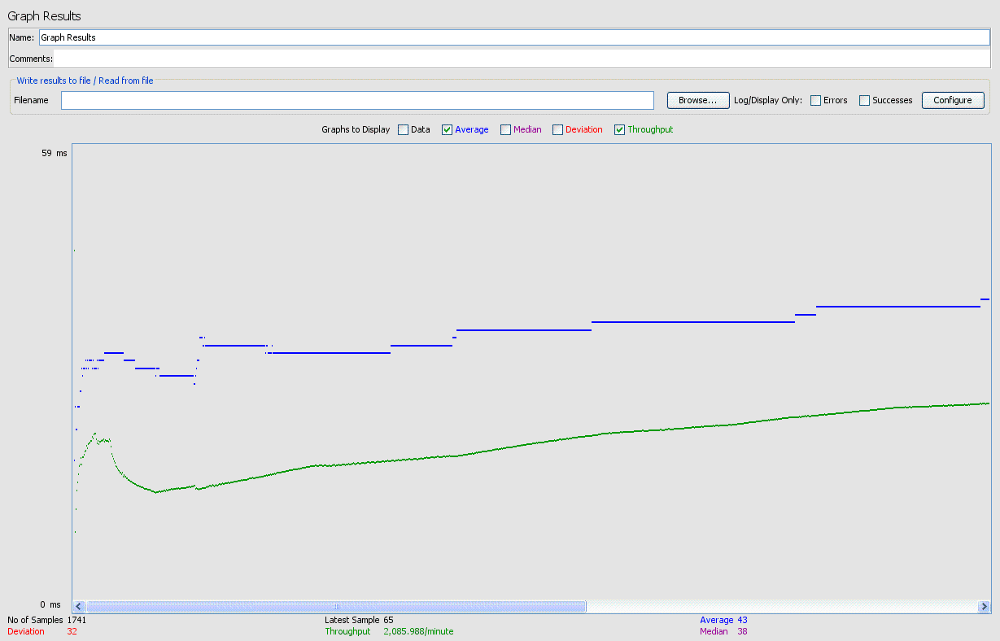 Graph Results
Name: Graph Results
Comments:
Write results to file / Read from file
Filename Browse... Log/Display Only: Errors Successes Configure
Graphs to Display Data Average Median Deviation Throughput
59 ms
0 ms
No of Samples 1741 Latest Sample 65 Average 43
Deviation 32 Throughput 2,085.988/minute Median 38